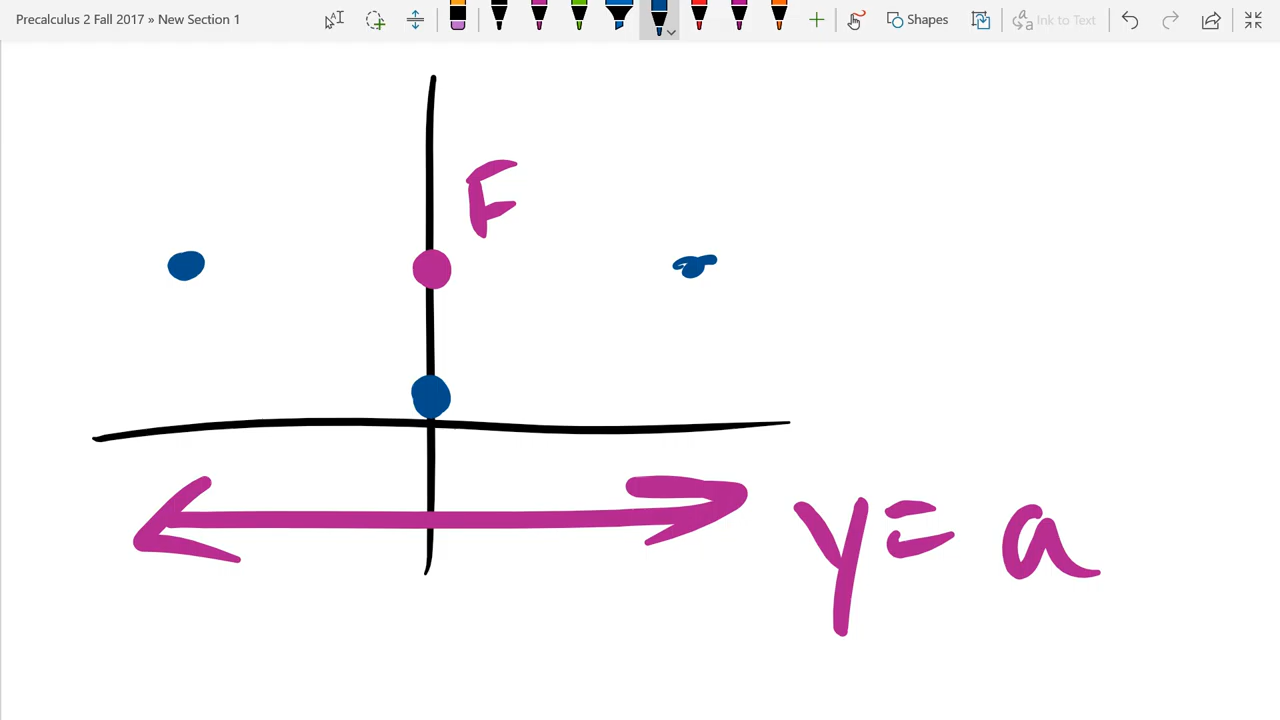 Precalculus 2 Fall 2017 » New Section 1
Shapes
Ink to Text
F
y = a